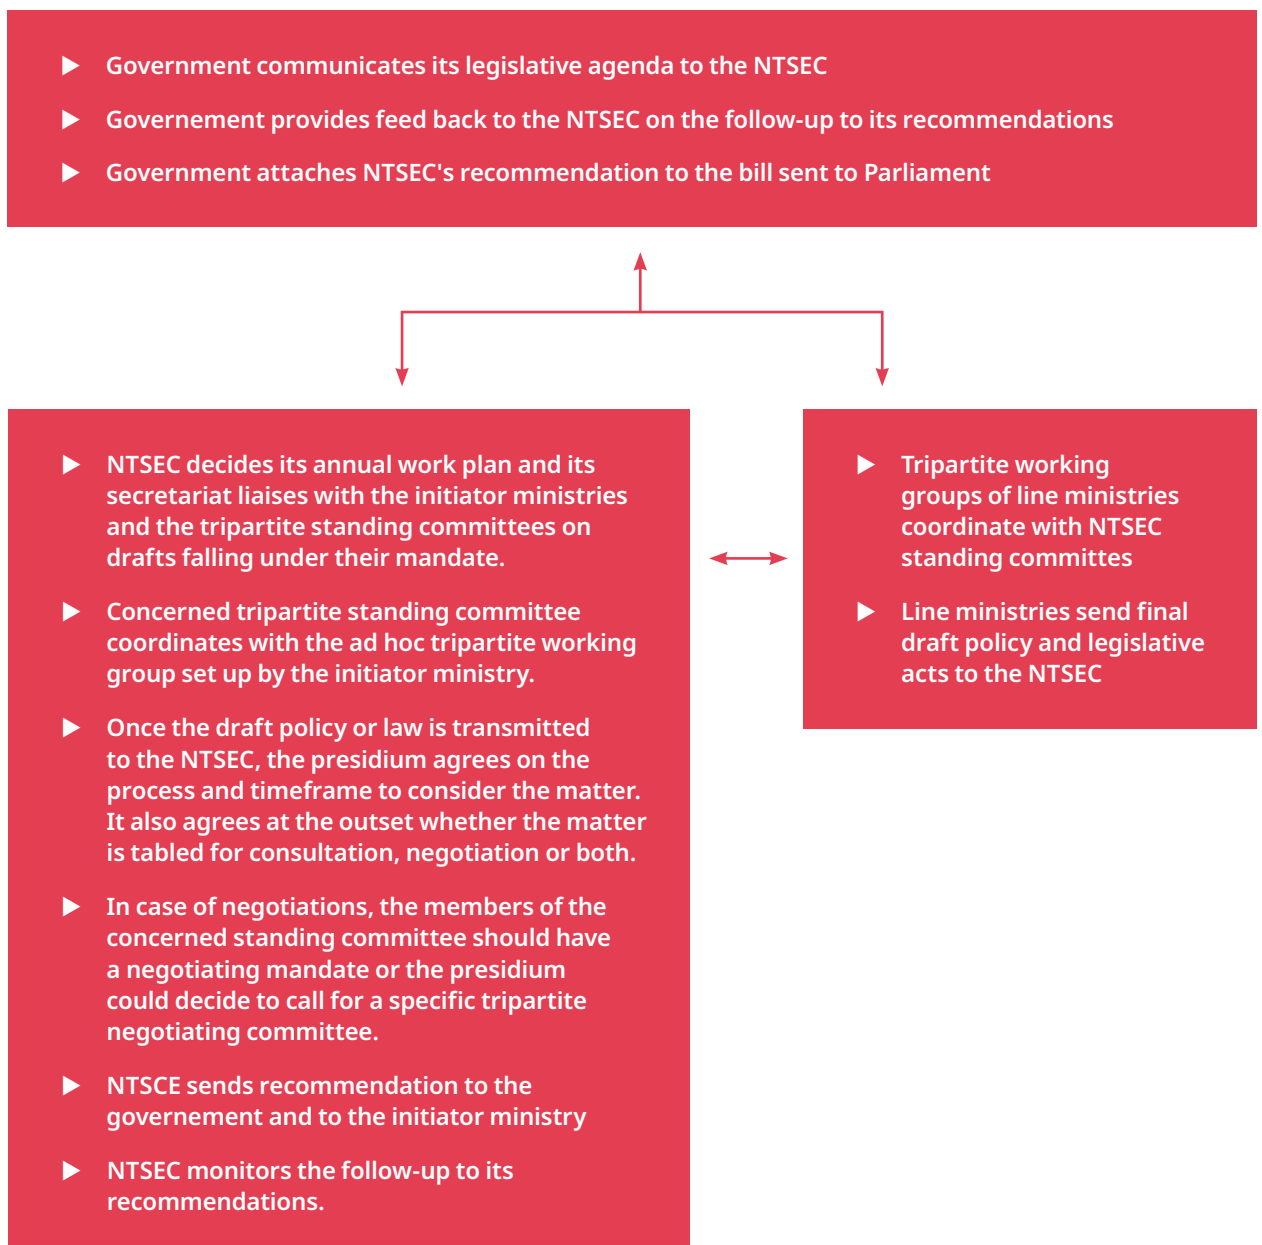 Government communicates its legislative agenda to the NTSEC
Governement provides feed back to the NTSEC on the follow-up to its recommendations
Government attaches NTSEC's recommendation to the bill sent to Parliament
NTSEC decides its annual work plan and its
secretariat liaises with the initiator ministries
and the tripartite standing committees on
drafts falling under their mandate.
Concerned tripartite standing committee
coordinates with the ad hoc tripartite working
group set up by the initiator ministry.
Once the draft policy or law is transmitted
to the NTSEC, the presidium agrees on the
process and timeframe to consider the matter.
It also agrees at the outset whether the matter
is tabled for consultation, negotiation or both.
In case of negotiations, the members of the
concerned standing committee should have
a negotiating mandate or the presidium
could decide to call for a specific tripartite
negotiating committee.
NTSCE sends recommendation to the
governement and to the initiator ministry
NTSEC monitors the follow-up to its
recommendations.
Tripartite working
groups of line ministries
coordinate with NTSEC
standing committes
Line ministries send final
draft policy and legislative
acts to the NTSEC